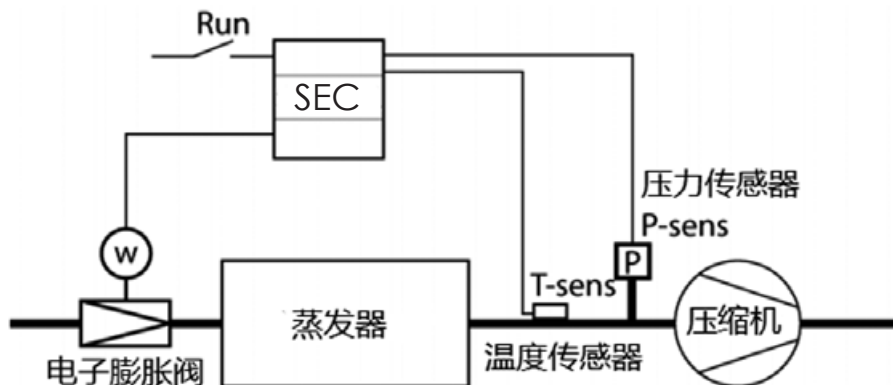 Run
SEC
压力传感器
P-sens
W
P
T-sens
蒸发器
压缩机
温度传感器
电子膨胀阀